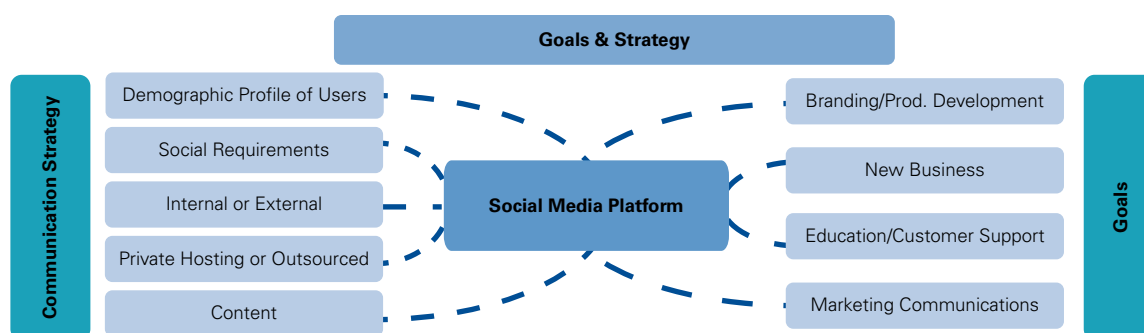 Goals & Strategy
Communication Strategy
Demographic Profile of Users
Social Requirements
Internal or External
Private Hosting or Outsourced
Content
Social Media Platform
Branding/Prod. Development
New Business
Education/Customer Support
Marketing Communications
Goals